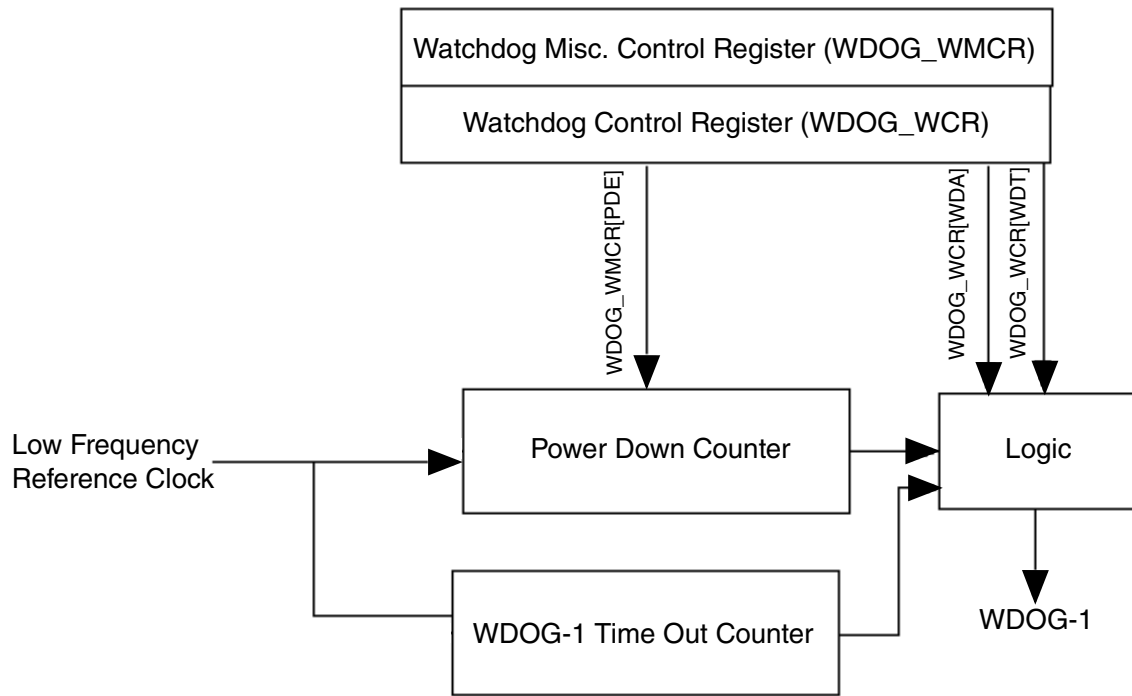 Watchdog Misc. Control Register (WDOG_WMCR)
Watchdog Control Register (WDOG_WCR)
WDOG_WMCR[PDE]
WDOG_WCR[WDA]
WDOG_WCR[WDT]
Low Frequency
Reference Clock
Power Down Counter
Logic
WDOG-1 Time Out Counter
WDOG-1